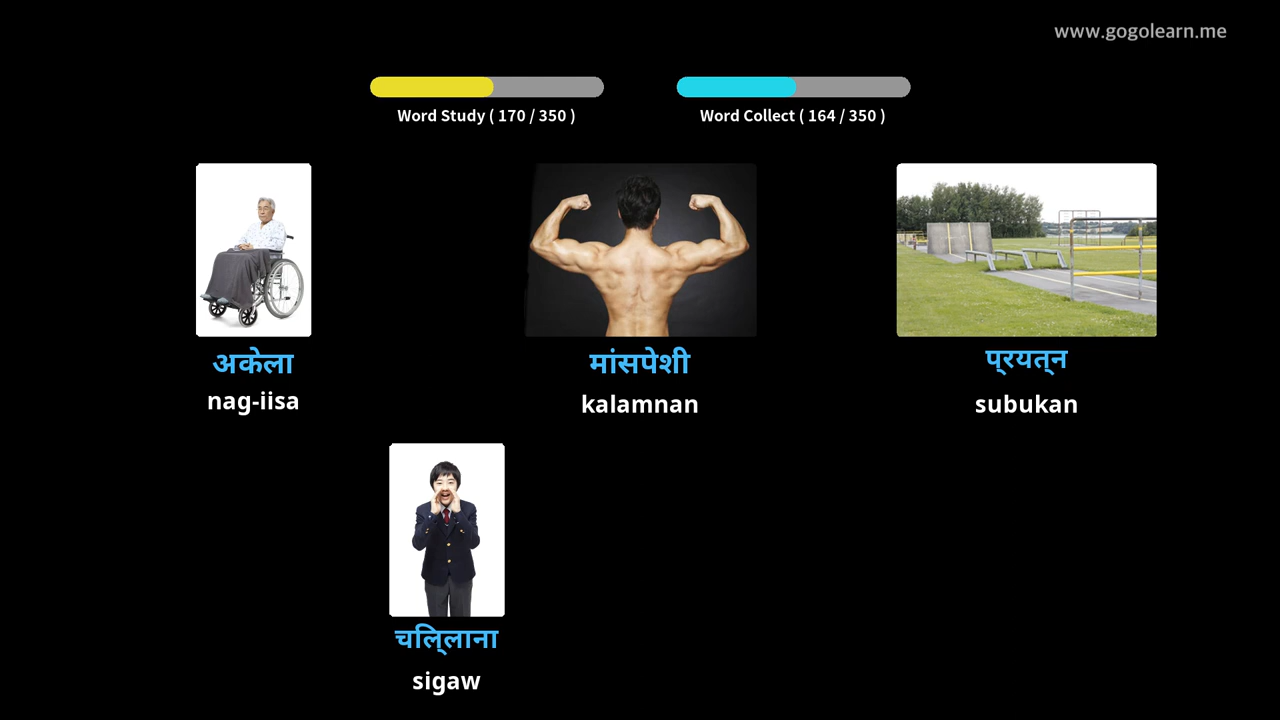 www.gogolearn.me
Word Study ( 170 / 350 )
Word Collect ( 164 / 350 )
अकेला
nag-iisa
मांसपेशी
kalamnan
प्रयत्न
subukan
चलि्लाना
sigaw